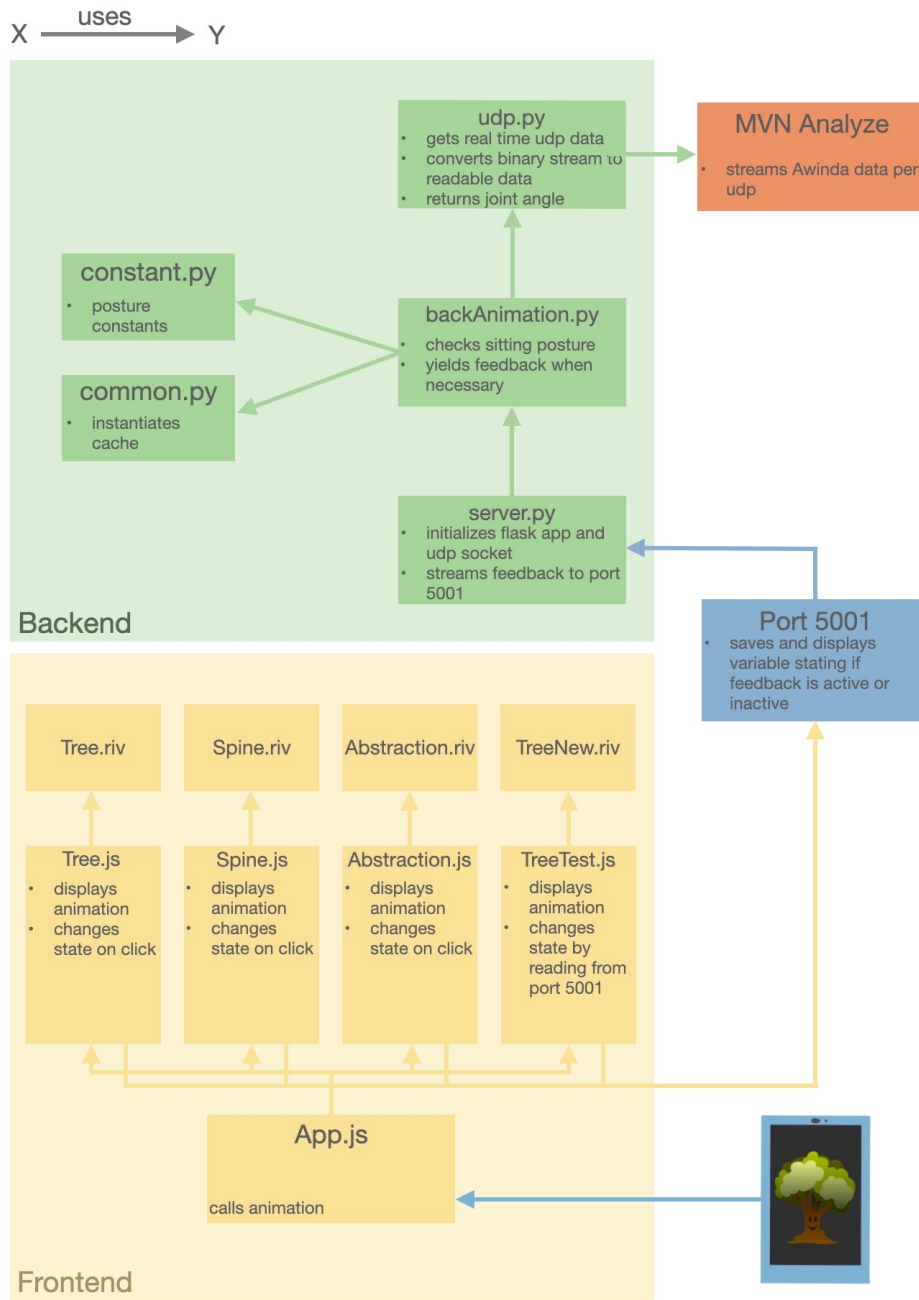 uses
X
Y
udp.py
• gets real time udp data
• converts binary stream to
readable data
• returns joint angle
MVN Analyze
• streams Awinda data per
udp
constant.py
• posture
constants
backAnimation.py
• checks sitting posture
• yields feedback when
necessary
common.py
• instantiates
cache
server.py
• initializes flask app and
udp socket
• streams feedback to port
5001
Backend
Port 5001
• saves and displays
variable stating if
feedback is active or
inactive
Tree.riv
Spine.riv
Abstraction.riv
TreeNew.riv
Tree.js
• displays
animation
• changes
state on click
Spine.js
• displays
animation
• changes
state on click
Abstraction.js
• displays
animation
• changes
state on click
TreeTest.js
• displays
animation
• changes
state by
reading from
port 5001
App.js
calls animation
Frontend